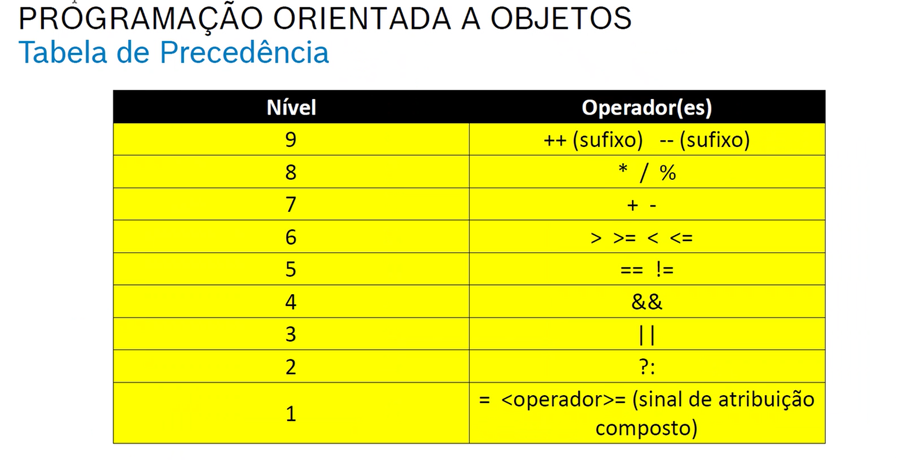 PROGRAMAÇÃO ORIENTADA A OBJETOS
Tabela de Precedência
Nível Operador(es)
9 ++ (sufixo) -- (sufixo)
8 * / %
7 + -
6 > >= < <=
5 == !=
4 &&
3 ||
2 ?:
1 = <operador>= (sinal de atribuição
composto)